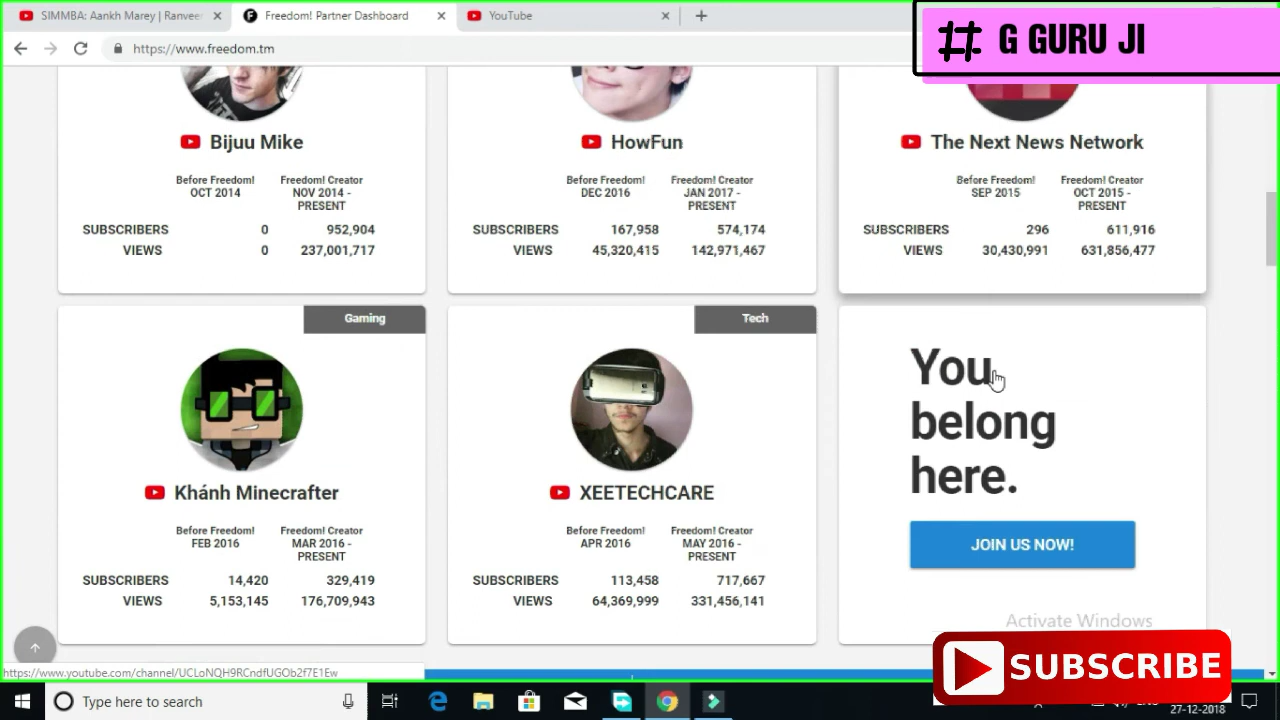 SIMMBA: Aankh Marey | Ranveer
Freedom! Partner Dashboard
YouTube
# G GURU JI
https://www.freedom.tm
Bijuu Mike
Before Freedom! Freedom! Creator
OCT 2014 NOV 2014 -
PRESENT
SUBSCRIBERS 0 952,904
VIEWS 0 237,001,717
HowFun
Before Freedom! Freedom! Creator
DEC 2016 JAN 2017 -
PRESENT
SUBSCRIBERS 167,958 574,174
VIEWS 45,320,415 142,971,467
The Next News Network
Before Freedom! Freedom! Creator
SEP 2015 OCT 2015 -
PRESENT
SUBSCRIBERS 296 611,916
VIEWS 30,430,991 631,856,477
Gaming
Khánh Minecrafter
Before Freedom! Freedom! Creator
FEB 2016 MAR 2016 -
PRESENT
SUBSCRIBERS 14,420 329,419
VIEWS 5,153,145 176,709,943
Tech
XEETECHCARE
Before Freedom! Freedom! Creator
APR 2016 MAY 2016 -
PRESENT
SUBSCRIBERS 113,458 717,667
VIEWS 64,369,999 331,456,141
You
belong
here.
JOIN US NOW!
Activate Windows
SUBSCRIBE
https://www.youtube.com/channel/UCLoNQH9RCndfUGOb2f7E1Ew
Type here to search
27-12-2018